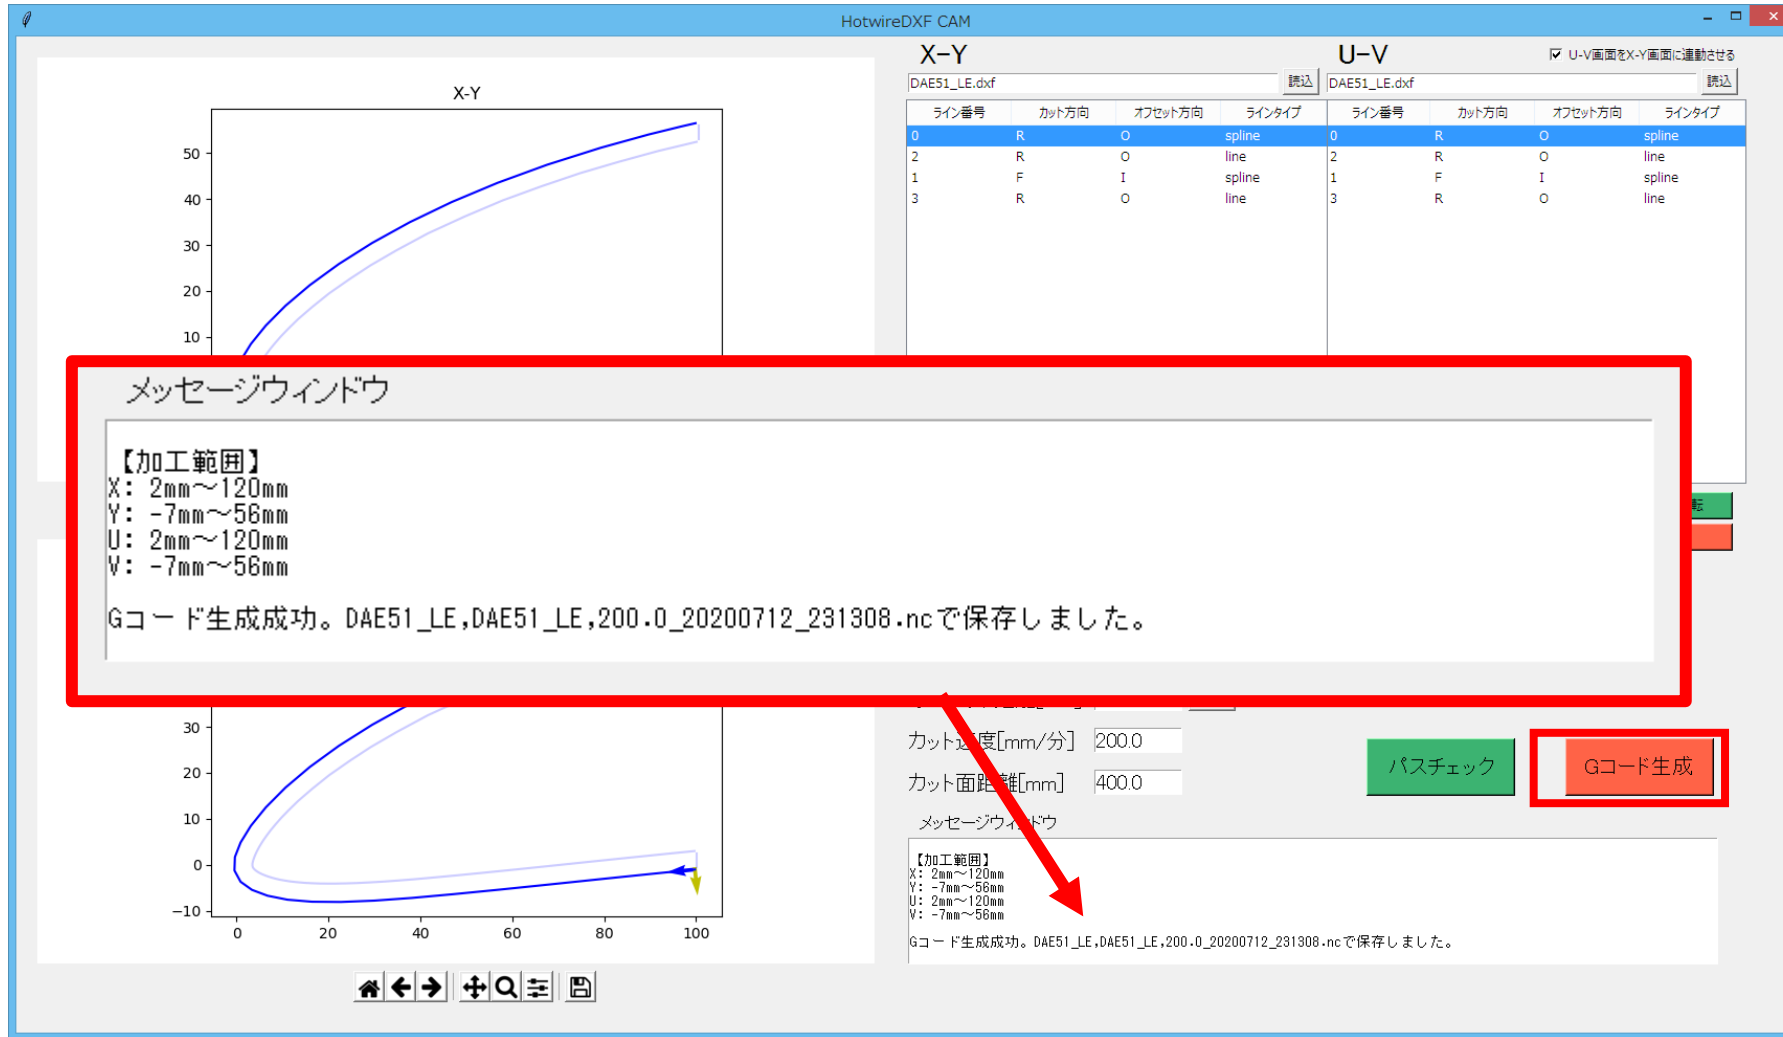 HotwireDXF CAM
X-Y
U-V
U-V画面をX-Y画面に連動させる
DAE51_LE.dxf
読込
DAE51_LE.dxf
読込
ライン番号 カット方向 オフセット方向 ラインタイプ ライン番号 カット方向 オフセット方向 ラインタイプ
0 R O spline 0 R O spline
2 R O line 2 R O line
1 F I spline 1 F I spline
3 R O line 3 R O line
X-Y
50
40
30
20
10
メッセージウィンドウ
【加工範囲】
X: 2mm～120mm
Y: -7mm～56mm
U: 2mm～120mm
V: -7mm～56mm
Gコード生成成功。DAE51_LE,DAE51_LE,200.0_20200712_231308.ncで保存しました。
転
30
20
10
0
−10
0 20 40 60 80 100
カット速度[mm/分] 200.0
カット面距離[mm] 400.0
パスチェック
Gコード生成
メッセージウィンドウ
【加工範囲】
X: 2mm～120mm
Y: -7mm～56mm
U: 2mm～120mm
V: -7mm～56mm
Gコード生成成功。DAE51_LE,DAE51_LE,200.0_20200712_231308.ncで保存しました。